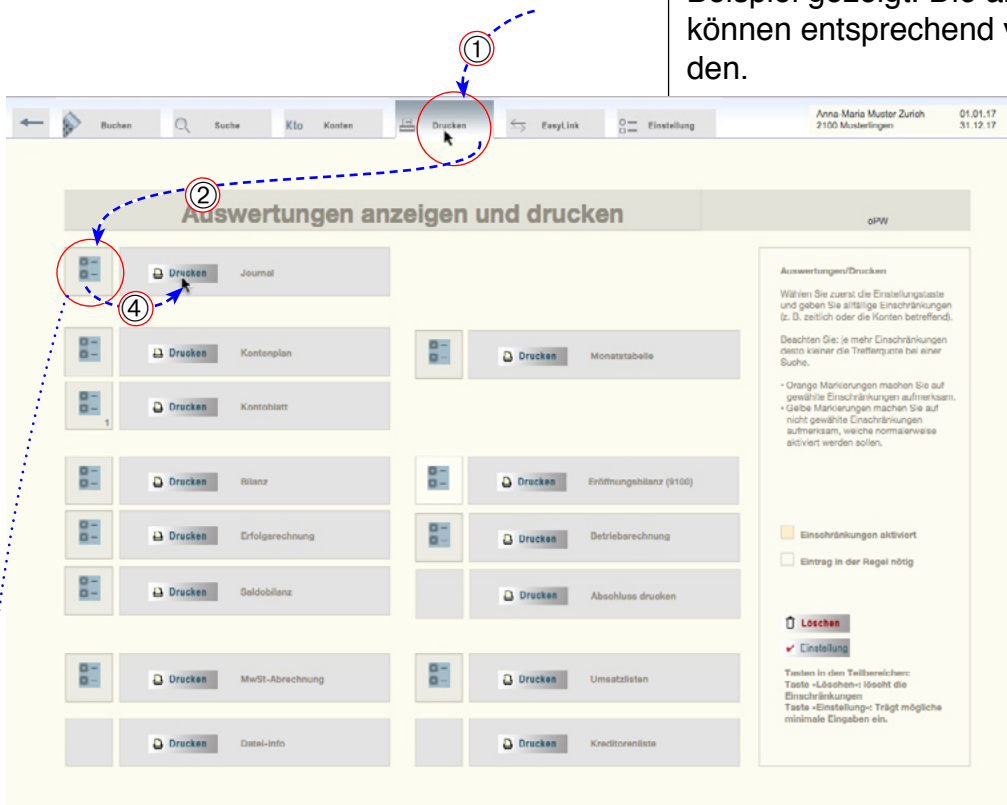 Beispiel gezeigt. Die a
können entsprechend v
den.
①
Buchen Suche Kto Konten Drucken EasyLink Einstellung
Anna-Maria Muster Zurich 01.01.17
2100 Musterlingen 31.12.17
②
Auswertungen anzeigen und drucken oPW
Drucken Journal
④
Drucken Kontenplan
Drucken Monatstabelle
1 Drucken Kontoblatt
Drucken Bilanz
Drucken Eröffnungsbilanz (9100)
Drucken Erfolgsrechnung
Drucken Betriebsrechnung
Drucken Saldobilanz
Drucken Abschluss drucken
Drucken MwSt-Abrechnung
Drucken Umsatzlisten
Drucken Datei-Info
Drucken Kreditorenliste
Auswertungen/Drucken
Wählen Sie zuerst die Einstellungstaste
und geben Sie allfällige Einschränkungen
(z. B. zeitlich oder die Konten betreffend).
Beachten Sie: je mehr Einschränkungen
desto kleiner die Trefferquote bei einer
Suche.
• Orange Markierungen machen Sie auf
gewählte Einschränkungen aufmerksam.
• Gelbe Markierungen machen Sie auf
nicht gewählte Einschränkungen
aufmerksam, welche normalerweise
aktiviert werden sollen.
Einschränkungen aktiviert
Eintrag in der Regel nötig
Löschen
Einstellung
Tasten in den Teilbereichen:
Taste «Löschen»: löscht die
Einschränkungen
Taste «Einstellung»: Trägt mögliche
minimale Eingaben ein.